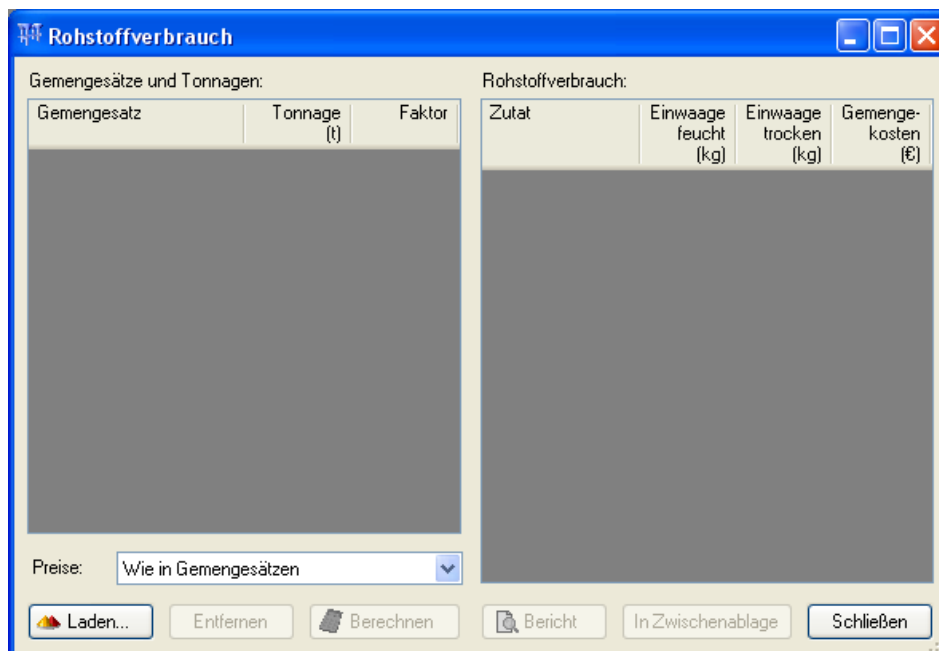 Rohstoffverbrauch
Gemengesätze und Tonnagen:
Gemengesatz
Tonnage (t)
Faktor
Rohstoffverbrauch:
Zutat
Einwaage feucht (kg)
Einwaage trocken (kg)
Gemenge-kosten (€)
Preise:
Wie in Gemengesätzen
Laden...
Entfernen
Berechnen
Bericht
In Zwischenablage
Schließen